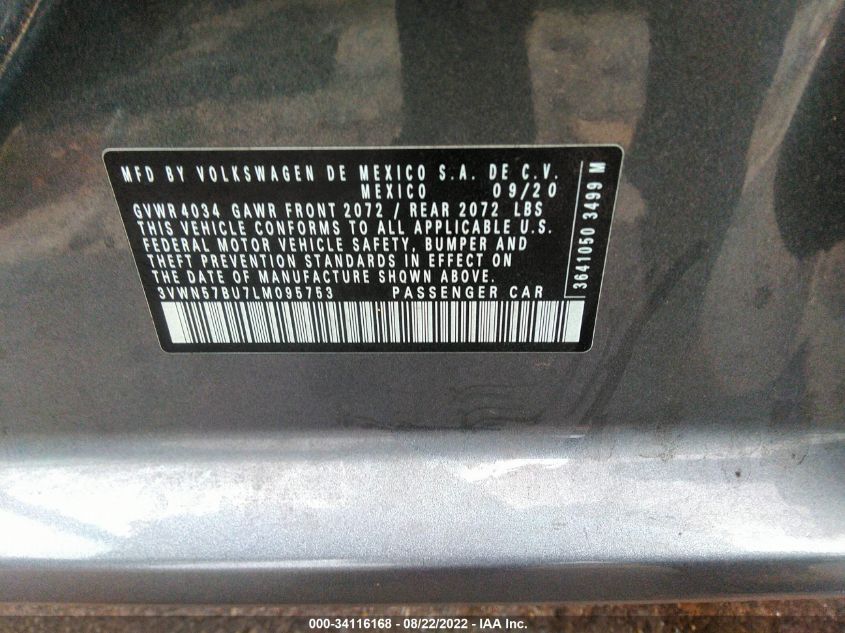 MFD BY VOLKSWAGEN DE MEXICO S.A. DE C.V.
MEXICO 09/20
GVWR 4034 GAWR FRONT 2072 / REAR 2072 LBS
THIS VEHICLE CONFORMS TO ALL APPLICABLE U.S.
FEDERAL MOTOR VEHICLE SAFETY, BUMPER AND
THEFT PREVENTION STANDARDS IN EFFECT ON
THE DATE OF MANUFACTURE SHOWN ABOVE.
3VWN57BU7LM095753 PASSENGER CAR
3641050 3499 M
000-34116168 - 08/22/2022 - IAA Inc.